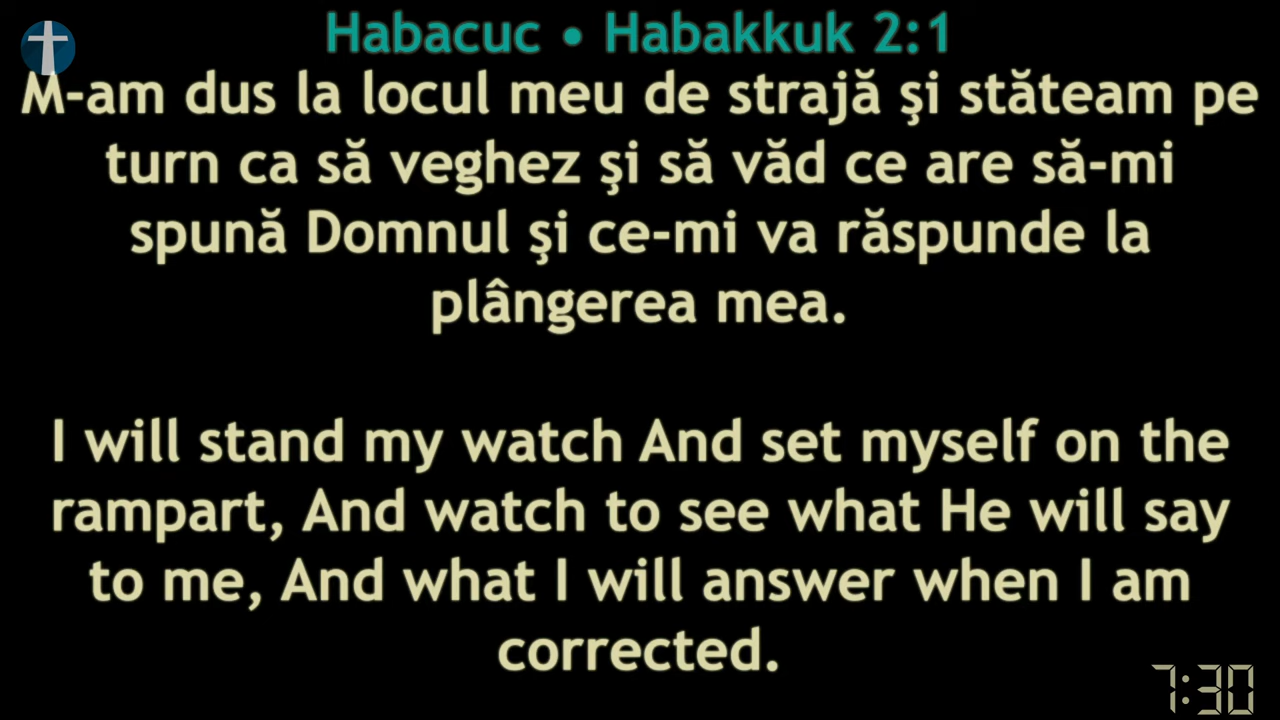 Habacuc • Habakkuk 2:1
M-am dus la locul meu de strajă şi stăteam pe
turn ca să veghez şi să văd ce are să-mi
spună Domnul şi ce-mi va răspunde la
plângerea mea.
I will stand my watch And set myself on the
rampart, And watch to see what He will say
to me, And what I will answer when I am
corrected.
7:30